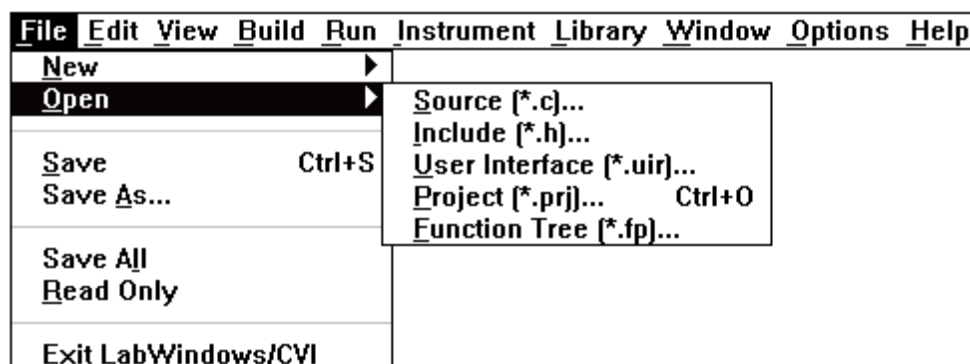 File Edit View Build Run Instrument Library Window Options Help
New
Open
Source (*.c)...
Include (*.h)...
User Interface (*.uir)...
Project (*.prj)... Ctrl+O
Function Tree (*.fp)...
Save Ctrl+S
Save As...
Save All
Read Only
Exit LabWindows/CVI